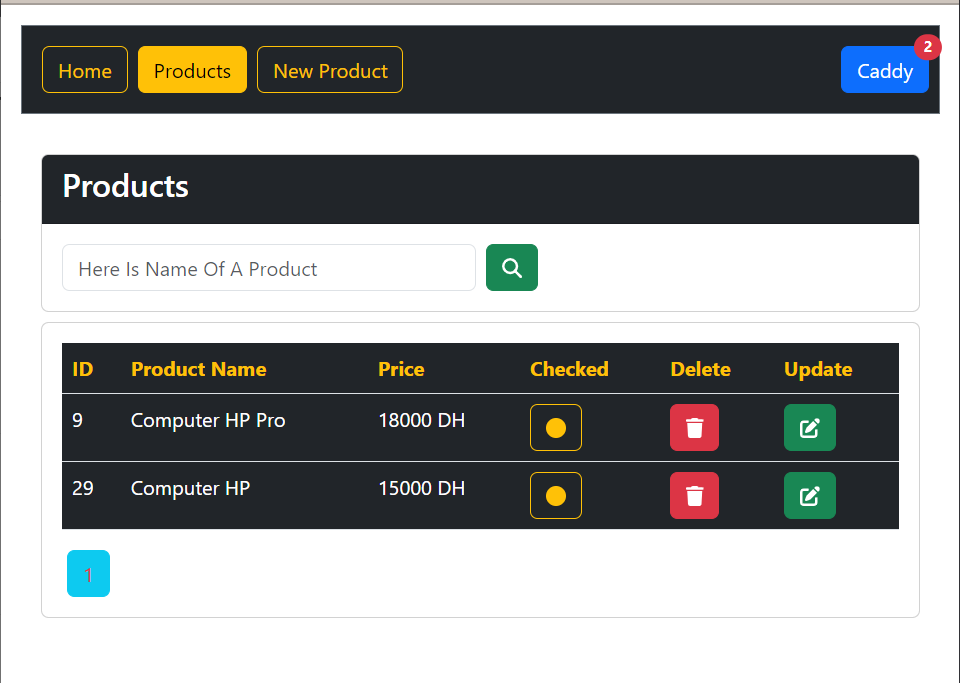 Home Products New Product Caddy 2
Products
Here Is Name Of A Product
ID Product Name Price Checked Delete Update
9 Computer HP Pro 18000 DH
29 Computer HP 15000 DH
1